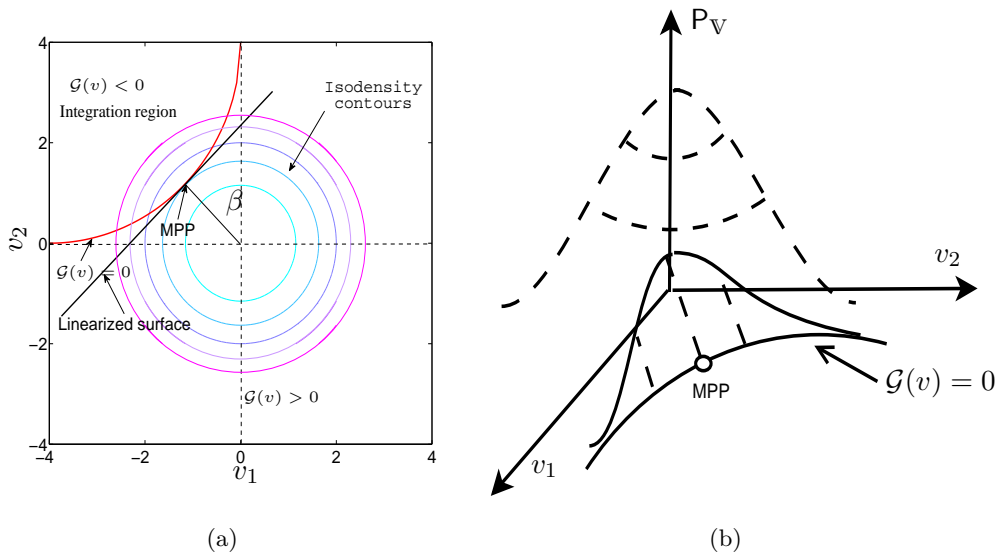 4
2
0
−2
−4
−4
−2
0
2
4
v₂
v₁
𝒢(v) < 0
Integration region
Isodensity
contours
β
MPP
𝒢(v) = 0
Linearized surface
𝒢(v) > 0
(a)
P𝕍
v₂
v₁
MPP
𝒢(v) = 0
(b)